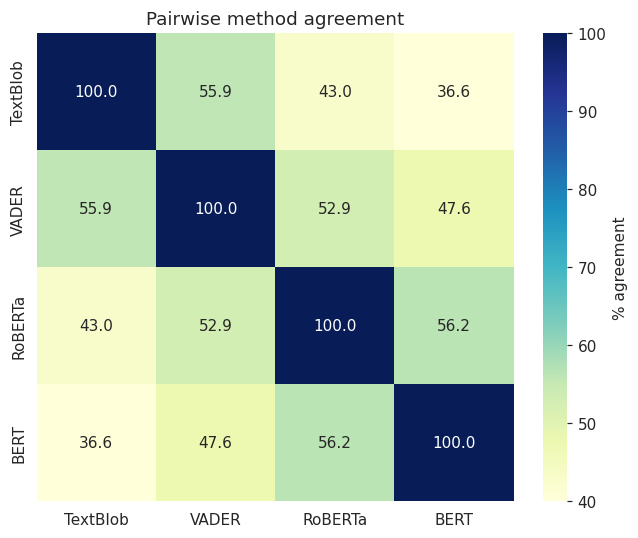 Pairwise method agreement
TextBlob 100.0 55.9 43.0 36.6
VADER 55.9 100.0 52.9 47.6
RoBERTa 43.0 52.9 100.0 56.2
BERT 36.6 47.6 56.2 100.0
TextBlob VADER RoBERTa BERT
100
90
80
70
60
50
40
% agreement